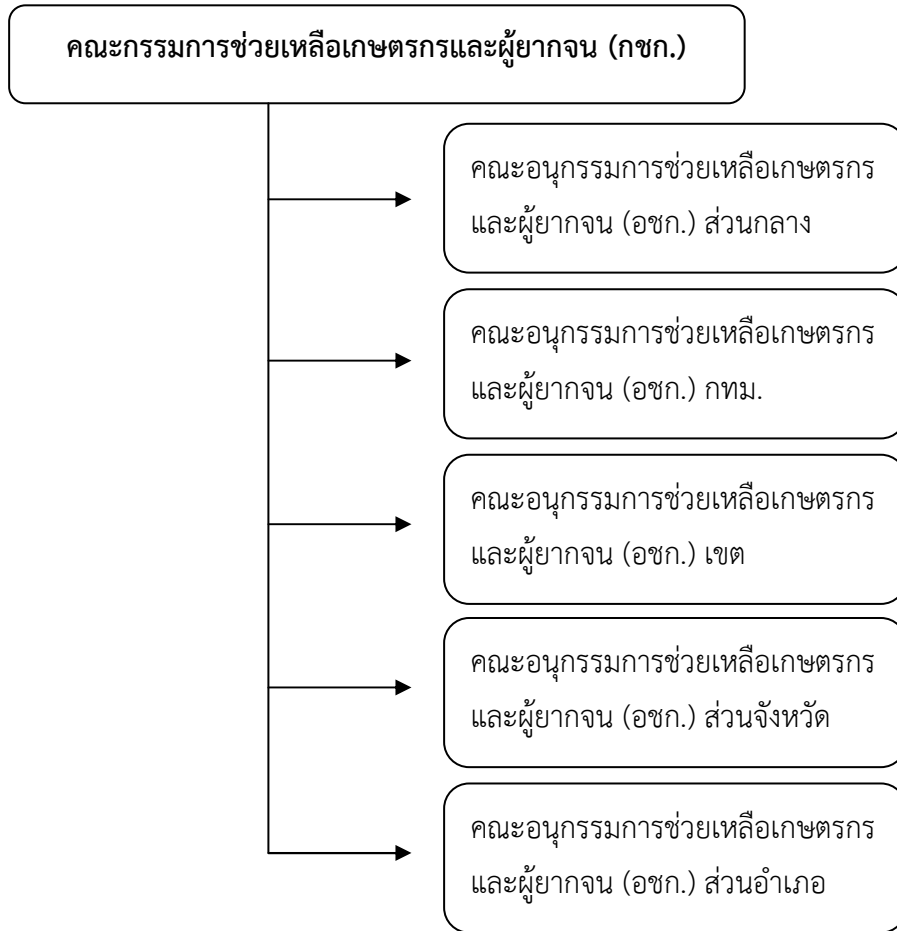 คณะกรรมการช่วยเหลือเกษตรกรและผู้ยากจน (กชก.)
คณะอนุกรรมการช่วยเหลือเกษตรกร
และผู้ยากจน (อชก.) ส่วนกลาง
คณะอนุกรรมการช่วยเหลือเกษตรกร
และผู้ยากจน (อชก.) กทม.
คณะอนุกรรมการช่วยเหลือเกษตรกร
และผู้ยากจน (อชก.) เขต
คณะอนุกรรมการช่วยเหลือเกษตรกร
และผู้ยากจน (อชก.) ส่วนจังหวัด
คณะอนุกรรมการช่วยเหลือเกษตรกร
และผู้ยากจน (อชก.) ส่วนอำเภอ